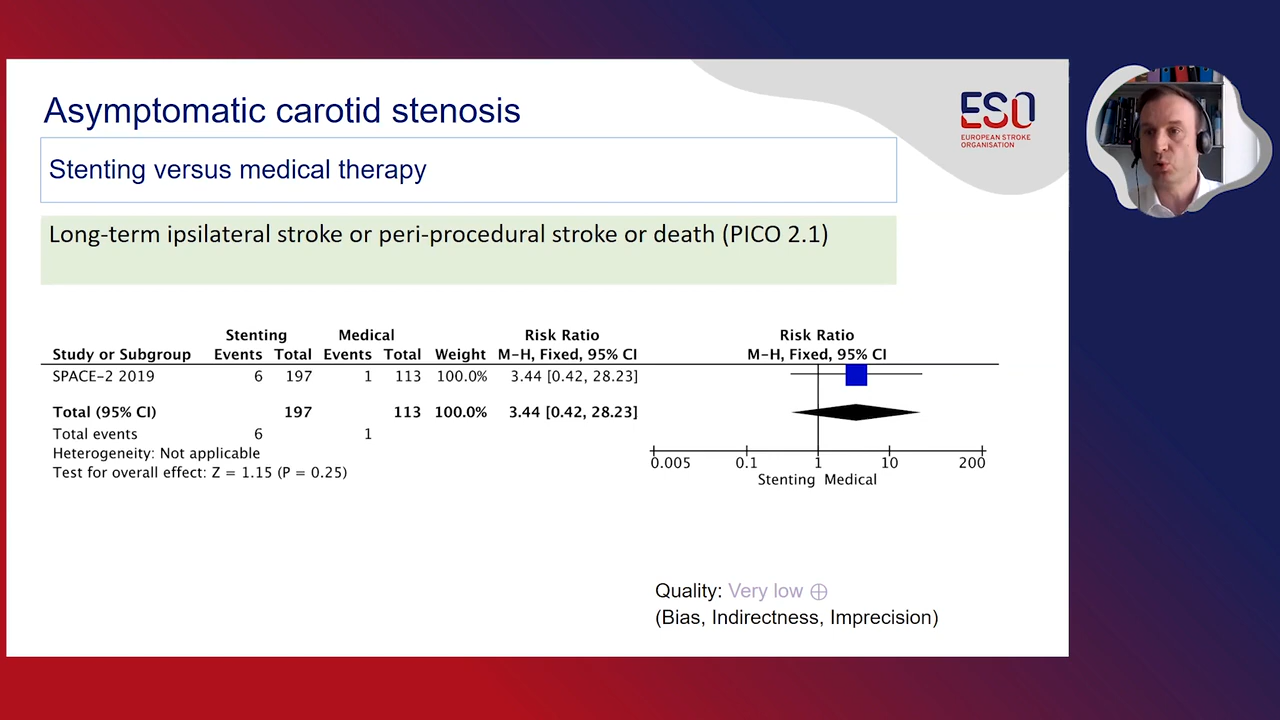 Asymptomatic carotid stenosis
ESO
EUROPEAN STROKE
ORGANISATION
Stenting versus medical therapy
Long-term ipsilateral stroke or peri-procedural stroke or death (PICO 2.1)
Stenting Medical Risk Ratio Risk Ratio
Study or Subgroup Events Total Events Total Weight M-H, Fixed, 95% CI M-H, Fixed, 95% CI
SPACE-2 2019 6 197 1 113 100.0% 3.44 [0.42, 28.23]
Total (95% CI) 197 113 100.0% 3.44 [0.42, 28.23]
Total events 6 1
Heterogeneity: Not applicable
Test for overall effect: Z = 1.15 (P = 0.25)
0.005 0.1 1 10 200
Stenting Medical
Quality: Very low ⊕
(Bias, Indirectness, Imprecision)